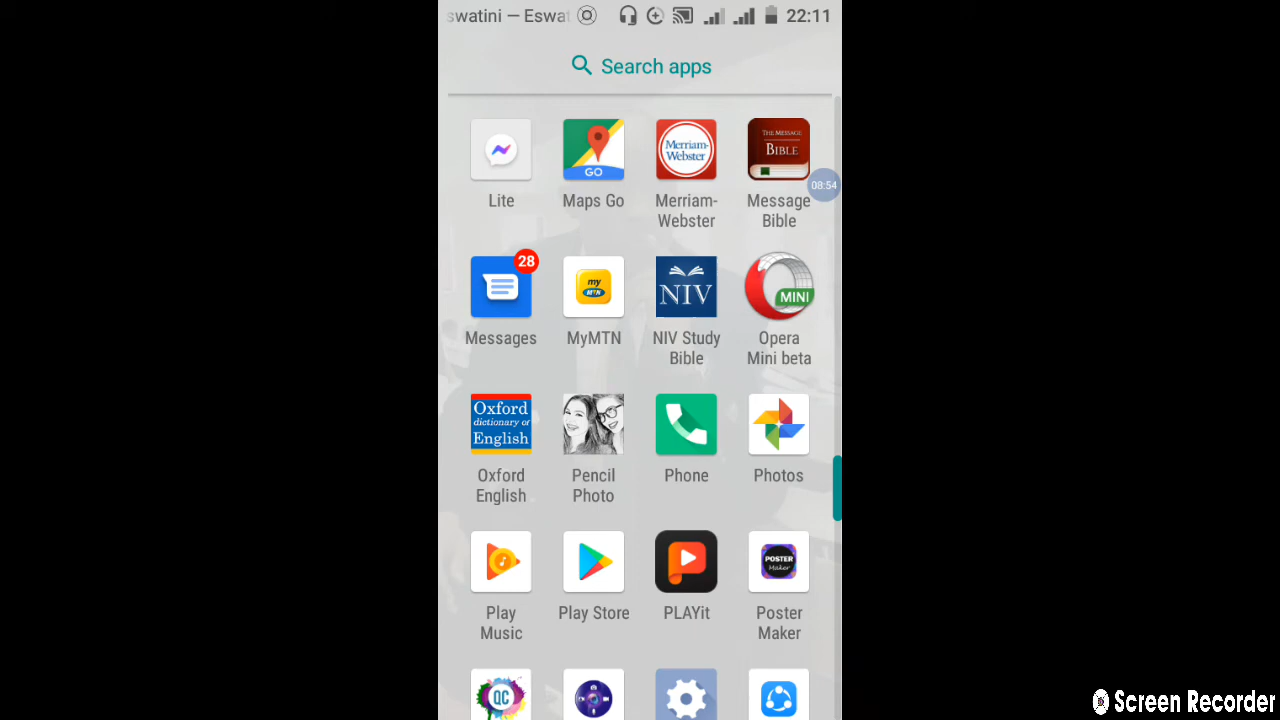 swatini — Eswat 22:11
Search apps
THE MESSAGE
BIBLE
Merriam-
Webster
GO
08:54
Lite
Maps Go
Merriam-
Webster
Message
Bible
28
my
MTN
NIV
MINI
Messages
MyMTN
NIV Study
Bible
Opera
Mini beta
Oxford
dictionary of
English
Oxford
English
Pencil
Photo
Phone
Photos
POSTER
Maker
Play
Music
Play Store
PLAYit
Poster
Maker
QC
Screen Recorder